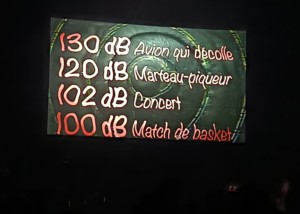 130 dB Avion qui décolle
120 dB Marteau-piqueur
102 dB Concert
100 dB Match de basket